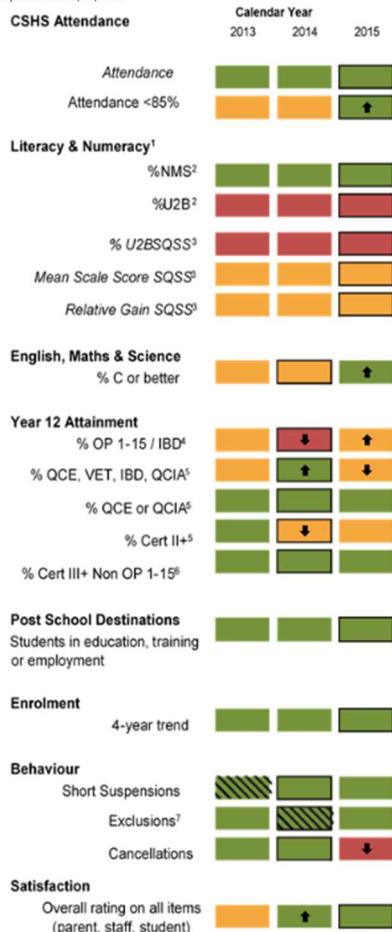 Calendar Year
CSHS Attendance
2013 2014 2015
Attendance
Attendance <85%
Literacy & Numeracy¹
%NMS²
%U2B²
% U2BSQSS³
Mean Scale Score SQSS³
Relative Gain SQSS³
English, Maths & Science
% C or better
Year 12 Attainment
% OP 1-15 / IBD⁴
% QCE, VET, IBD, QCIA⁵
% QCE or QCIA⁵
% Cert II+⁵
% Cert III+ Non OP 1-15⁶
Post School Destinations
Students in education, training
or employment
Enrolment
4-year trend
Behaviour
Short Suspensions
Exclusions⁷
Cancellations
Satisfaction
Overall rating on all items
(parent, staff, student)